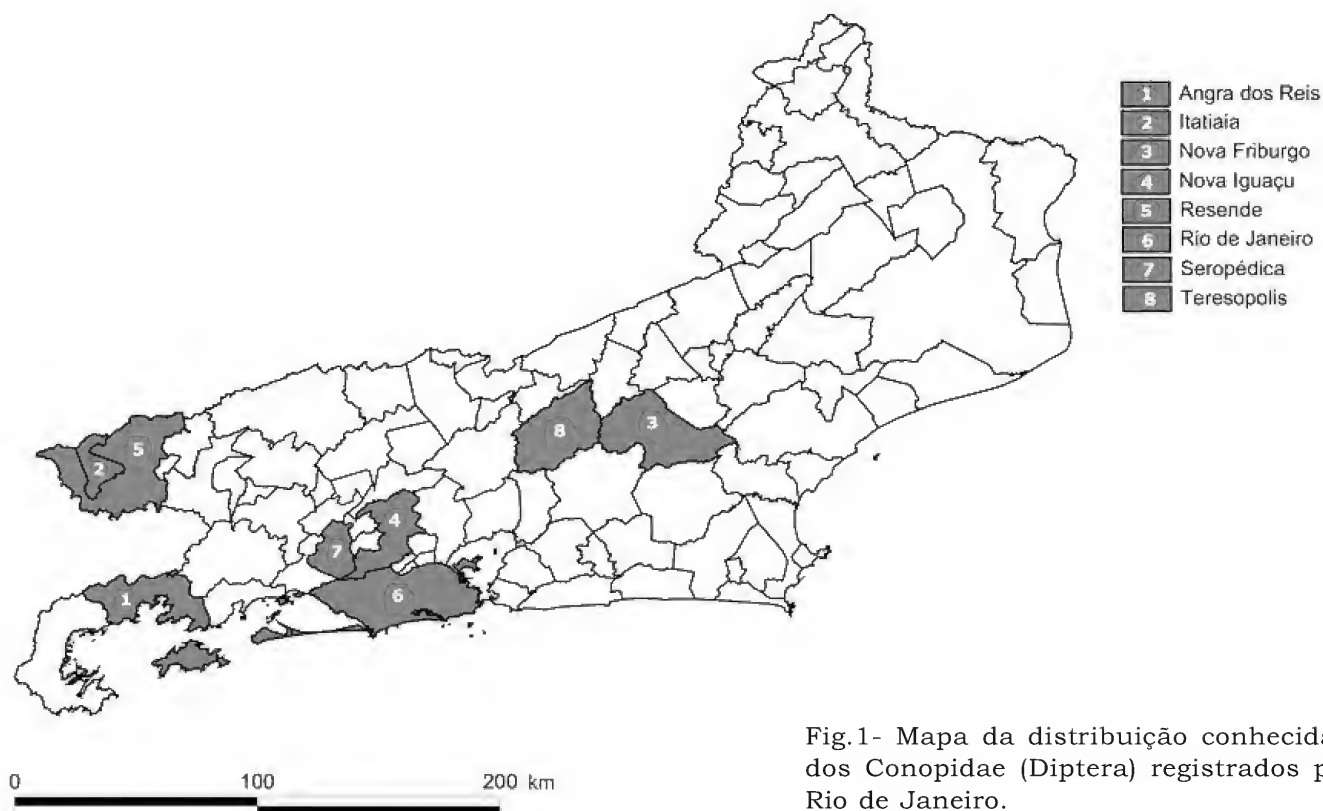 1 Angra dos Reis
2 Itatiaia
3 Nova Friburgo
4 Nova Iguaçu
5 Resende
6 Rio de Janeiro
7 Seropédica
8 Teresopolis
8
3
5
2
4
7
1
6
0 100 200 km
Fig.1- Mapa da distribuição conhecida
dos Conopidae (Diptera) registrados p
Rio de Janeiro.